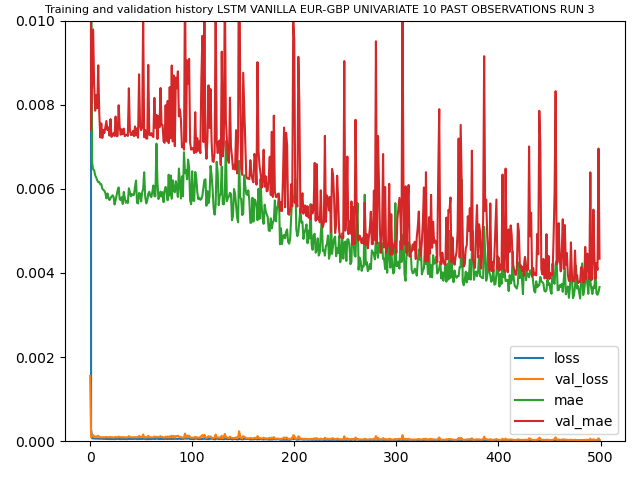 Training and validation history LSTM VANILLA EUR-GBP UNIVARIATE 10 PAST OBSERVATIONS RUN 3
0.010
0.008
0.006
0.004
0.002
0.000
0 100 200 300 400 500
loss
val_loss
mae
val_mae